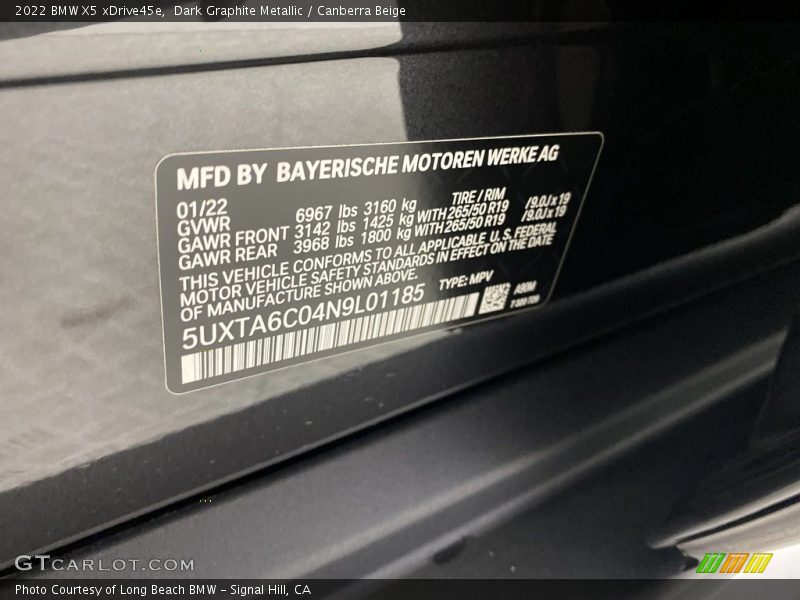 2022 BMW X5 xDrive45e, Dark Graphite Metallic / Canberra Beige
MFD BY BAYERISCHE MOTOREN WERKE AG
01/22 TIRE / RIM
GVWR 6967 lbs 3160 kg
GAWR FRONT 3142 lbs 1425 kg WITH 265/50 R19 /9.0J x 19
GAWR REAR 3968 lbs 1800 kg WITH 265/50 R19 /9.0J x 19
THIS VEHICLE CONFORMS TO ALL APPLICABLE U.S. FEDERAL
MOTOR VEHICLE SAFETY STANDARDS IN EFFECT ON THE DATE
OF MANUFACTURE SHOWN ABOVE.
5UXTA6C04N9L01185 TYPE: MPV
A90M
GTCARLOT.COM
Photo Courtesy of Long Beach BMW - Signal Hill, CA